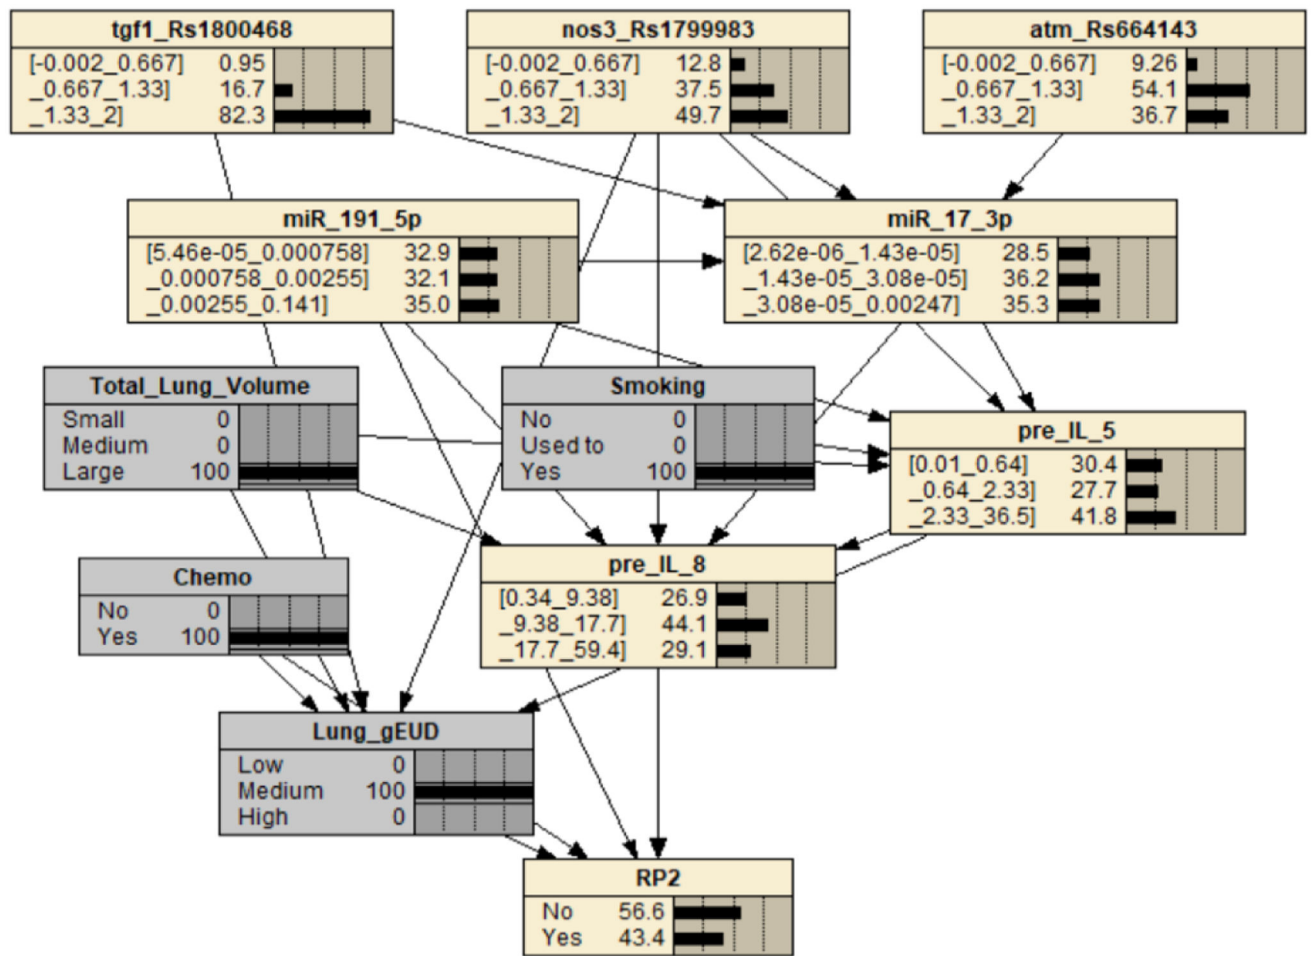 tgf1_Rs1800468
[-0.002_0.667] 0.95
_0.667_1.33] 16.7
_1.33_2] 82.3
nos3_Rs1799983
[-0.002_0.667] 12.8
_0.667_1.33] 37.5
_1.33_2] 49.7
atm_Rs664143
[-0.002_0.667] 9.26
_0.667_1.33] 54.1
_1.33_2] 36.7
miR_191_5p
[5.46e-05_0.000758] 32.9
_0.000758_0.00255] 32.1
_0.00255_0.141] 35.0
miR_17_3p
[2.62e-06_1.43e-05] 28.5
_1.43e-05_3.08e-05] 36.2
_3.08e-05_0.00247] 35.3
Total_Lung_Volume
Small 0
Medium 0
Large 100
Smoking
No 0
Used to 0
Yes 100
pre_IL_5
[0.01_0.64] 30.4
_0.64_2.33] 27.7
_2.33_36.5] 41.8
Chemo
No 0
Yes 100
pre_IL_8
[0.34_9.38] 26.9
_9.38_17.7] 44.1
_17.7_59.4] 29.1
Lung_gEUD
Low 0
Medium 100
High 0
RP2
No 56.6
Yes 43.4